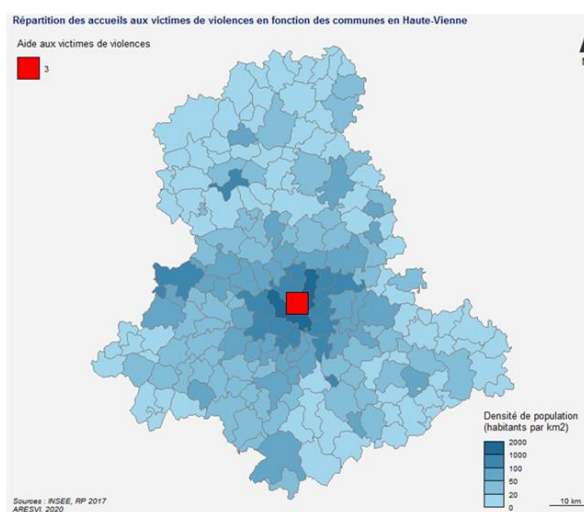 Répartition des accueils aux victimes de violences en fonction des communes en Haute-Vienne
Aide aux victimes de violences
3
Densité de population
(habitants par km2)
2000
1000
100
50
20
0
Sources : INSEE, RP 2017
ARESVI, 2020
10 km